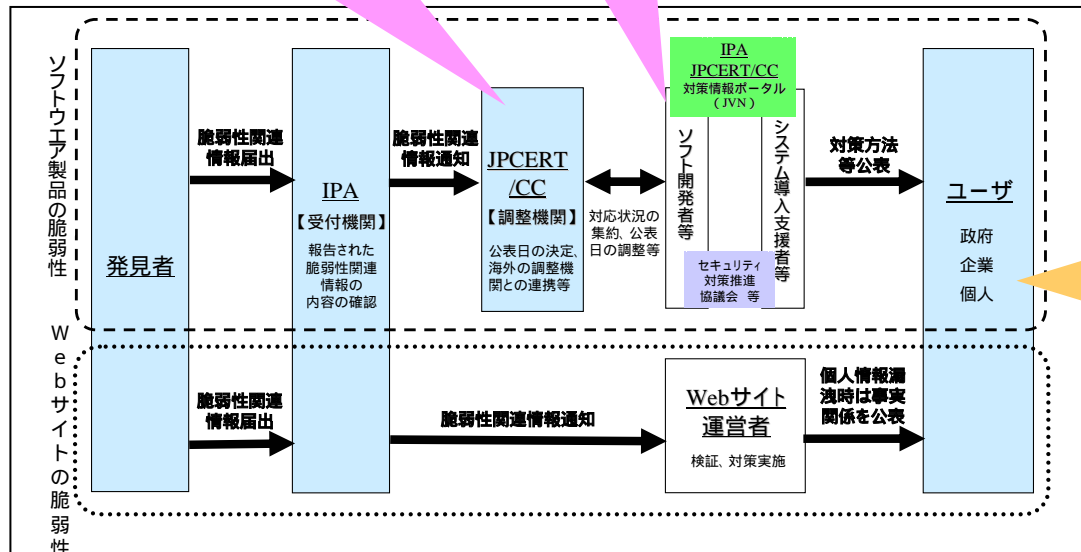 ソフトウエア製品の脆弱性
発見者
脆弱性関連
情報届出
IPA
【受付機関】
報告された
脆弱性関連
情報の
内容の確認
脆弱性関連
情報通知
JPCERT
/CC
【調整機関】
公表日の決定、
海外の調整機
関との連携等
対応状況の
集約、公表
日の調整等
IPA
JPCERT/CC
対策情報ポータル
(JVN)
ソフト開発者等
システム導入支援者等
セキュリティ
対策推進
協議会 等
対策方法
等公表
ユーザ
政府
企業
個人
Webサイトの脆弱性
脆弱性関連
情報届出
脆弱性関連情報通知
Webサイト
運営者
検証、対策実施
個人情報漏
洩時は事実
関係を公表